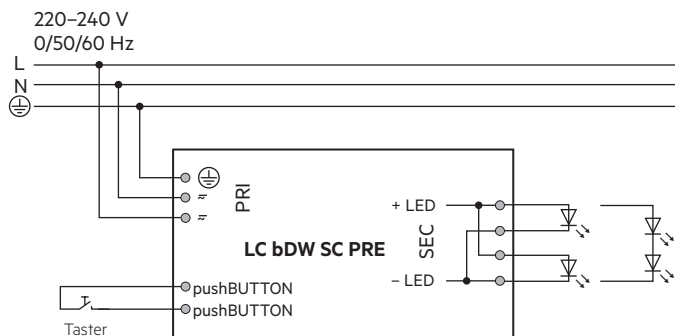 220–240 V
0/50/60 Hz
L
N
PRI
≂
≂
+ LED
SEC
LC bDW SC PRE
– LED
pushBUTTON
pushBUTTON
Taster